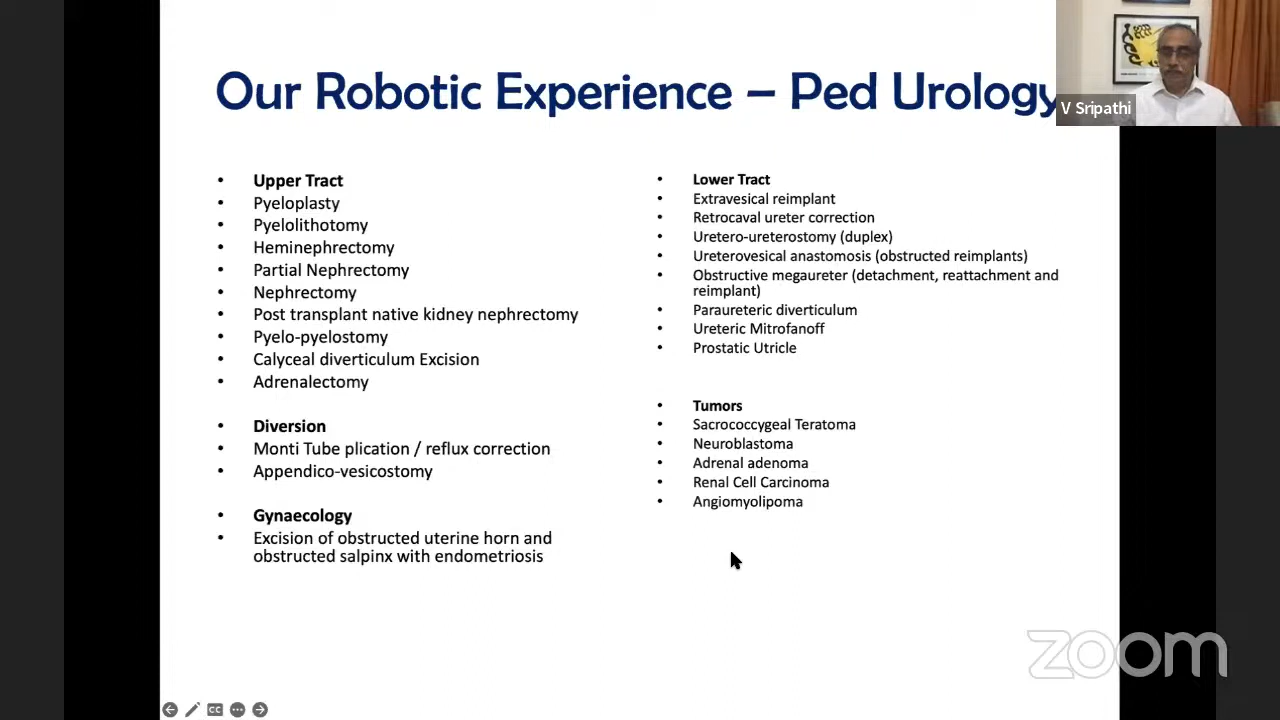 Our Robotic Experience – Ped Urology
V Sripathi
• Upper Tract
• Pyeloplasty
• Pyelolithotomy
• Heminephrectomy
• Partial Nephrectomy
• Nephrectomy
• Post transplant native kidney nephrectomy
• Pyelo-pyelostomy
• Calyceal diverticulum Excision
• Adrenalectomy
• Diversion
• Monti Tube plication / reflux correction
• Appendico-vesicostomy
• Gynaecology
• Excision of obstructed uterine horn and
obstructed salpinx with endometriosis
• Lower Tract
• Extravesical reimplant
• Retrocaval ureter correction
• Uretero-ureterostomy (duplex)
• Ureterovesical anastomosis (obstructed reimplants)
• Obstructive megaureter (detachment, reattachment and
reimplant)
• Paraureteric diverticulum
• Ureteric Mitrofanoff
• Prostatic Utricle
• Tumors
• Sacrococcygeal Teratoma
• Neuroblastoma
• Adrenal adenoma
• Renal Cell Carcinoma
• Angiomyolipoma
zoom
CC